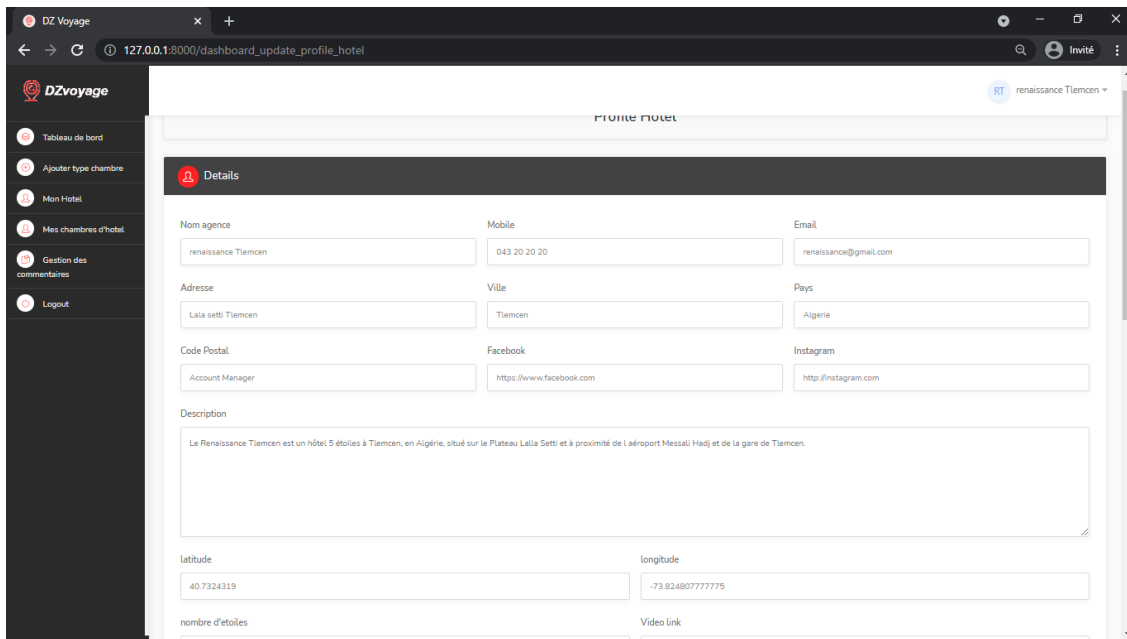 DZ Voyage
127.0.0.1:8000/dashboard_update_profile_hotel
Invité
DZvoyage
RT renaissance Tlemcen
Profile Hotel
Tableau de bord
Ajouter type chambre
Mon Hotel
Mes chambres d'hotel
Gestion des
commentaires
Logout
Details
Nom agence Mobile Email
renaissance Tlemcen 043 20 20 20 renaissance@gmail.com
Adresse Ville Pays
Lala setti Tlemcen Tlemcen Algerie
Code Postal Facebook Instagram
Account Manager https://www.facebook.com http://instagram.com
Description
Le Renaissance Tlemcen est un hôtel 5 étoiles à Tlemcen, en Algérie, situé sur le Plateau Lalla Setti et à proximité de l aéroport Messali Hadj et de la gare de Tlemcen.
latitude longitude
40.7324319 -73.824807777775
nombre d'etoiles Video link